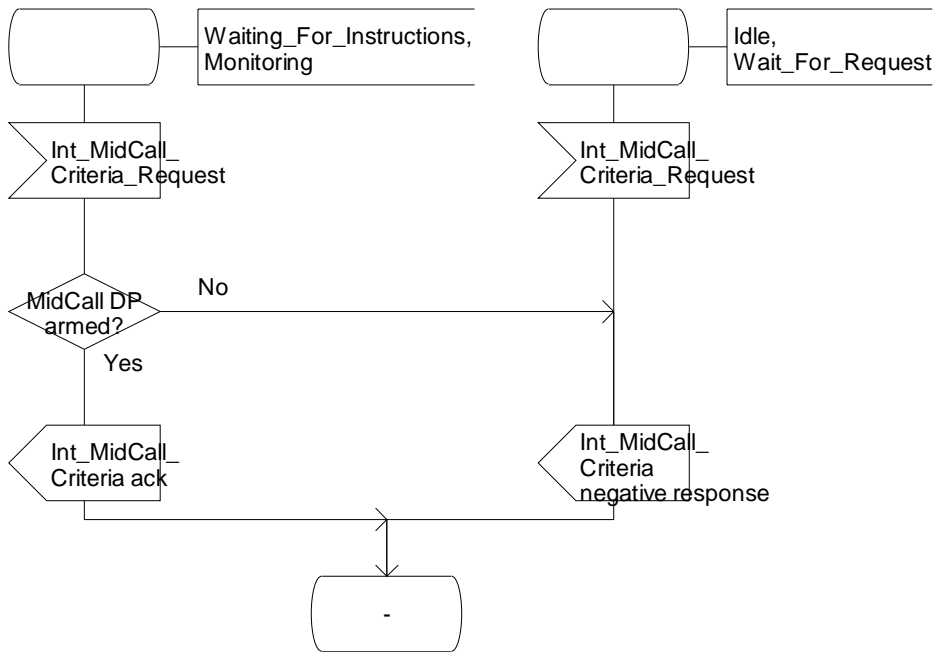 Waiting_For_Instructions,
Monitoring
Idle,
Wait_For_Request
Int_MidCall_
Criteria_Request
Int_MidCall_
Criteria_Request
MidCall DP
armed?
No
Yes
Int_MidCall_
Criteria ack
Int_MidCall_
Criteria
negative response
-